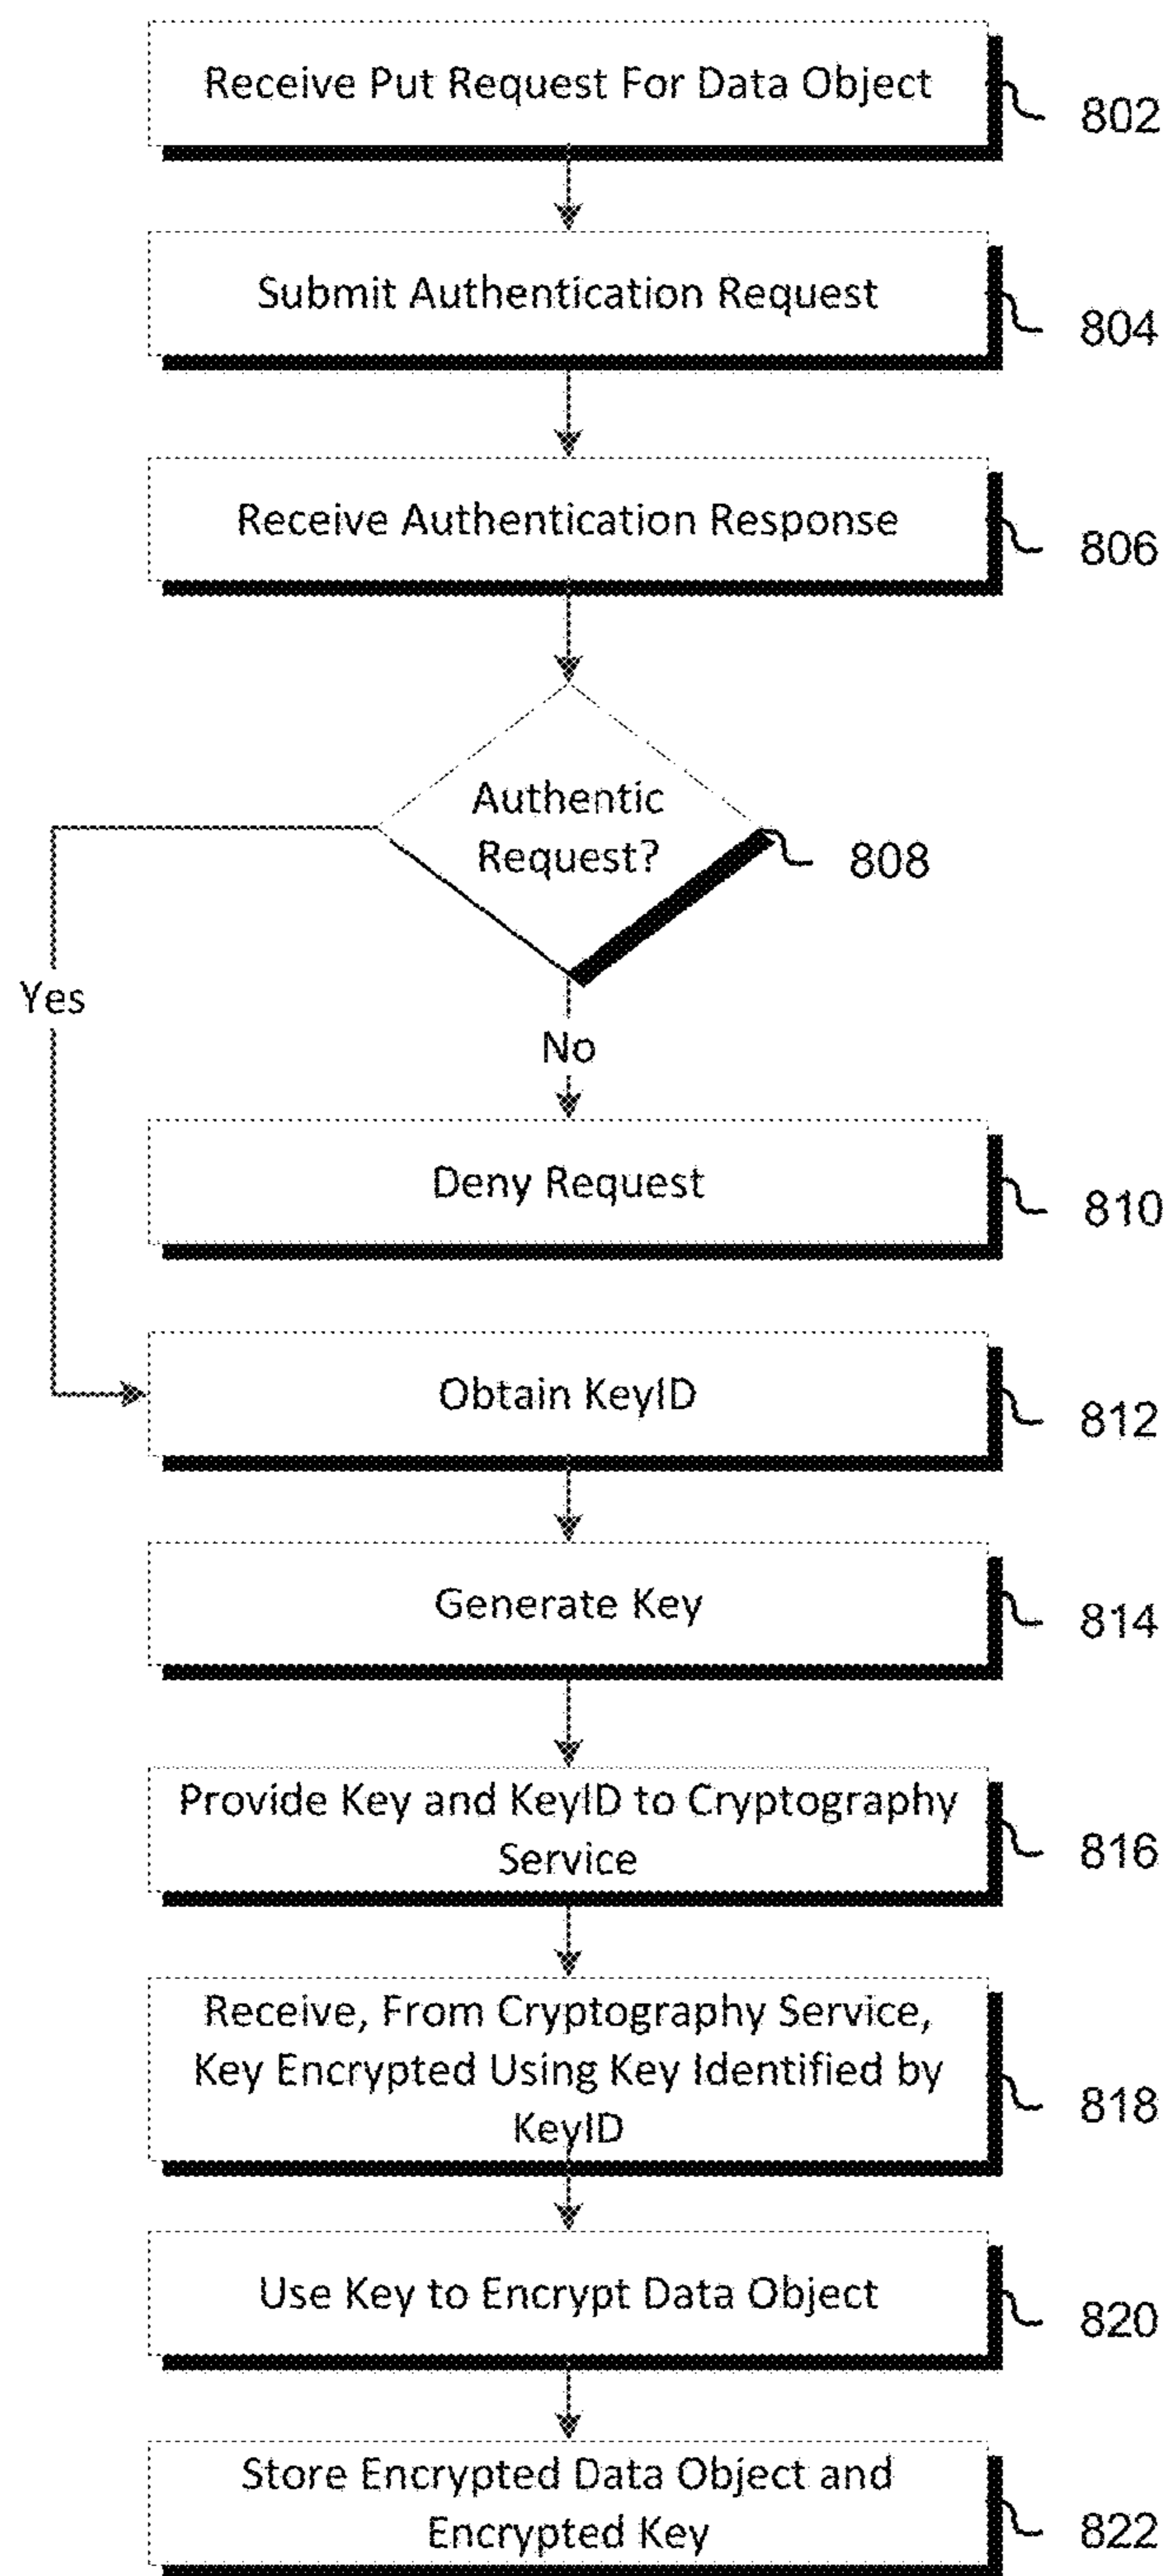 Receive Put Request For Data Object
802
Submit Authentication Request
804
Receive Authentication Response
806
Authentic
Request?
808
Yes
No
Deny Request
810
Obtain KeyID
812
Generate Key
814
Provide Key and KeyID to Cryptography
Service
816
Receive, From Cryptography Service,
Key Encrypted Using Key Identified by
KeyID
818
Use Key to Encrypt Data Object
820
Store Encrypted Data Object and
Encrypted Key
822